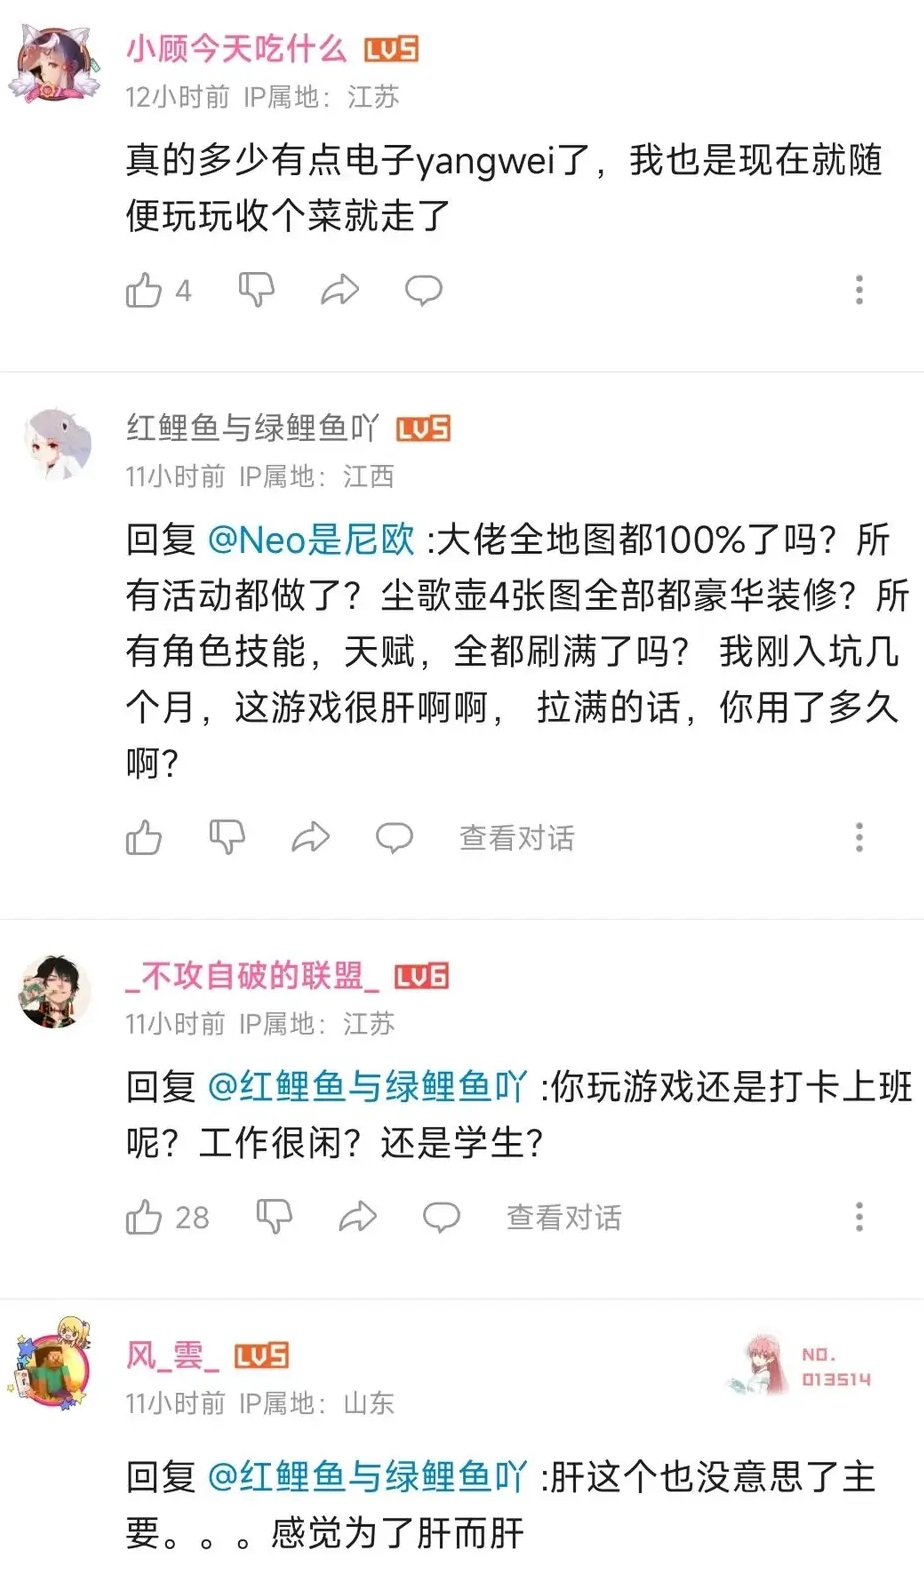 小顾今天吃什么 LV5
12小时前 IP属地：江苏
真的多少有点电子yangwei了，我也是现在就随
便玩玩收个菜就走了
4
红鲤鱼与绿鲤鱼吖 LV5
11小时前 IP属地：江西
回复 @Neo是尼欧 :大佬全地图都100%了吗？所
有活动都做了？尘歌壶4张图全部都豪华装修？所
有角色技能，天赋，全都刷满了吗？ 我刚入坑几
个月，这游戏很肝啊啊， 拉满的话，你用了多久
啊？
查看对话
_不攻自破的联盟_ LV6
11小时前 IP属地：江苏
回复 @红鲤鱼与绿鲤鱼吖 :你玩游戏还是打卡上班
呢？工作很闲？还是学生？
28 查看对话
风_雲_ LV5
NO.
013514
11小时前 IP属地：山东
回复 @红鲤鱼与绿鲤鱼吖 :肝这个也没意思了主
要。。。感觉为了肝而肝